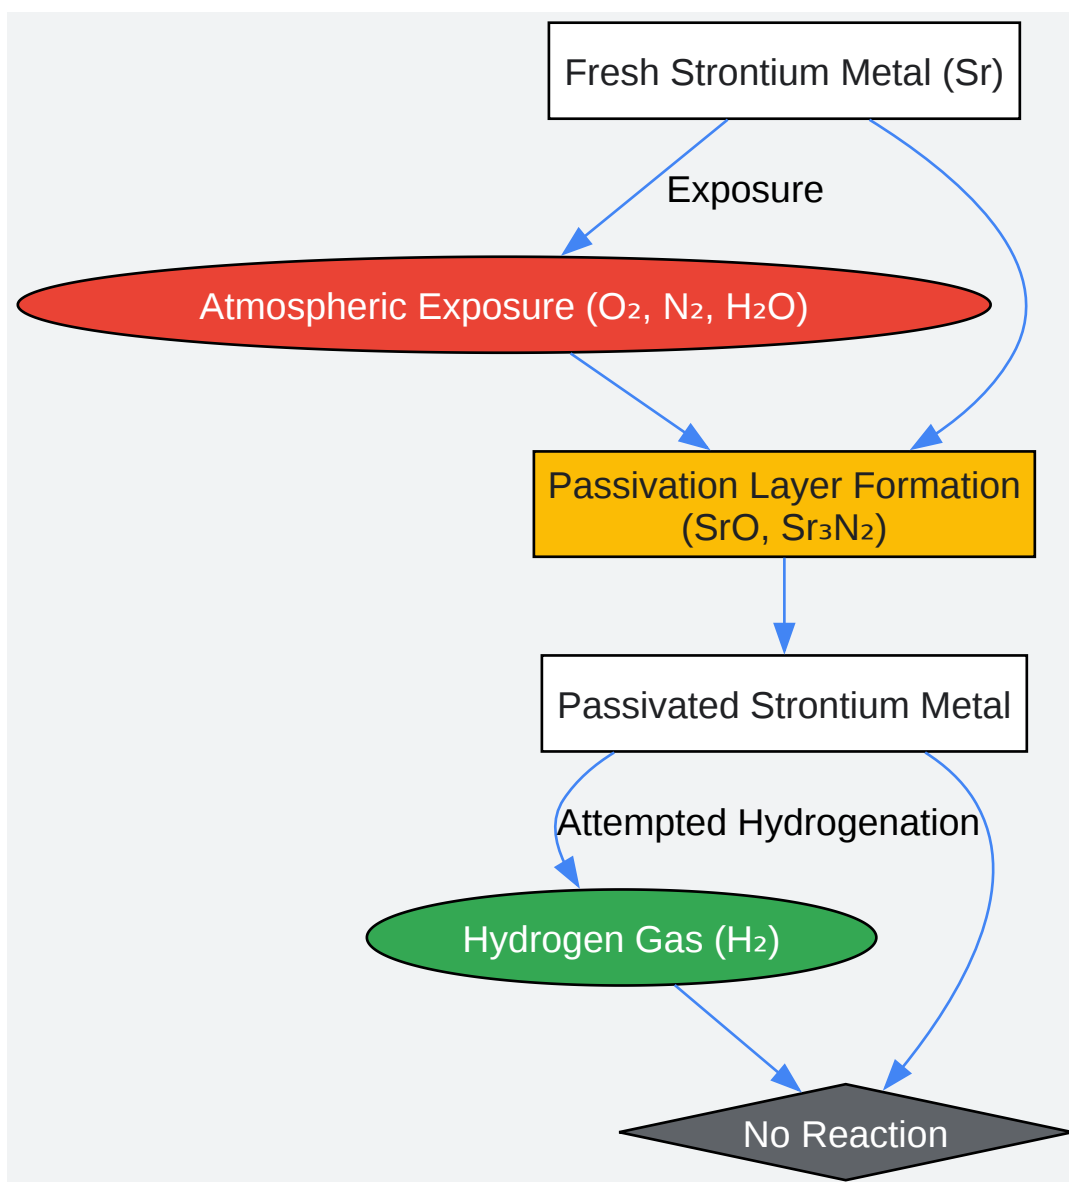 Fresh Strontium Metal (Sr)
Exposure
Atmospheric Exposure (O₂, N₂, H₂O)
Passivation Layer Formation
(SrO, Sr₃N₂)
Passivated Strontium Metal
Attempted Hydrogenation
Hydrogen Gas (H₂)
No Reaction